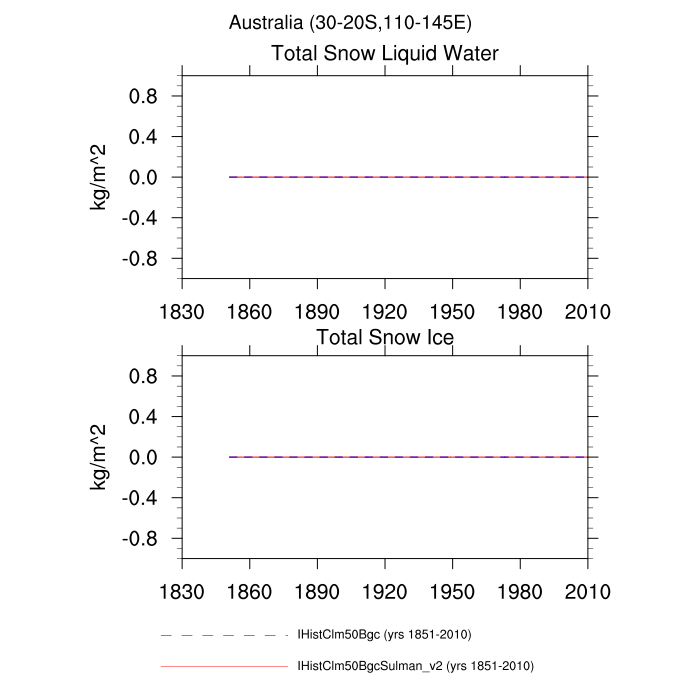 Australia (30-20S,110-145E)
Total Snow Liquid Water
0.8
0.4
0.0
-0.4
-0.8
kg/m^2
1830 1860 1890 1920 1950 1980 2010
Total Snow Ice
0.8
0.4
0.0
-0.4
-0.8
kg/m^2
1830 1860 1890 1920 1950 1980 2010
IHistClm50Bgc (yrs 1851-2010)
IHistClm50BgcSulman_v2 (yrs 1851-2010)